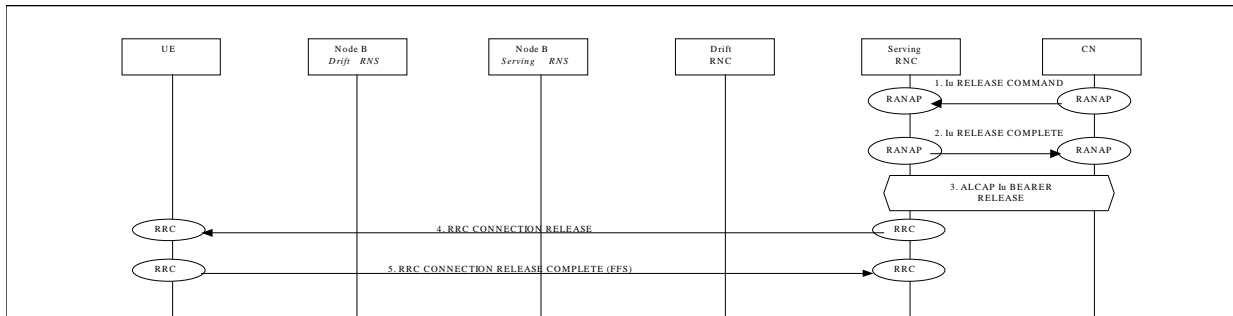 UE
Node B
Drift RNS
Node B
Serving RNS
Drift
RNC
Serving
RNC
CN
1. Iu RELEASE COMMAND
RANAP
RANAP
2. Iu RELEASE COMPLETE
RANAP
RANAP
3. ALCAP Iu BEARER
RELEASE
RRC
4. RRC CONNECTION RELEASE
RRC
RRC
5. RRC CONNECTION RELEASE COMPLETE (FFS)
RRC